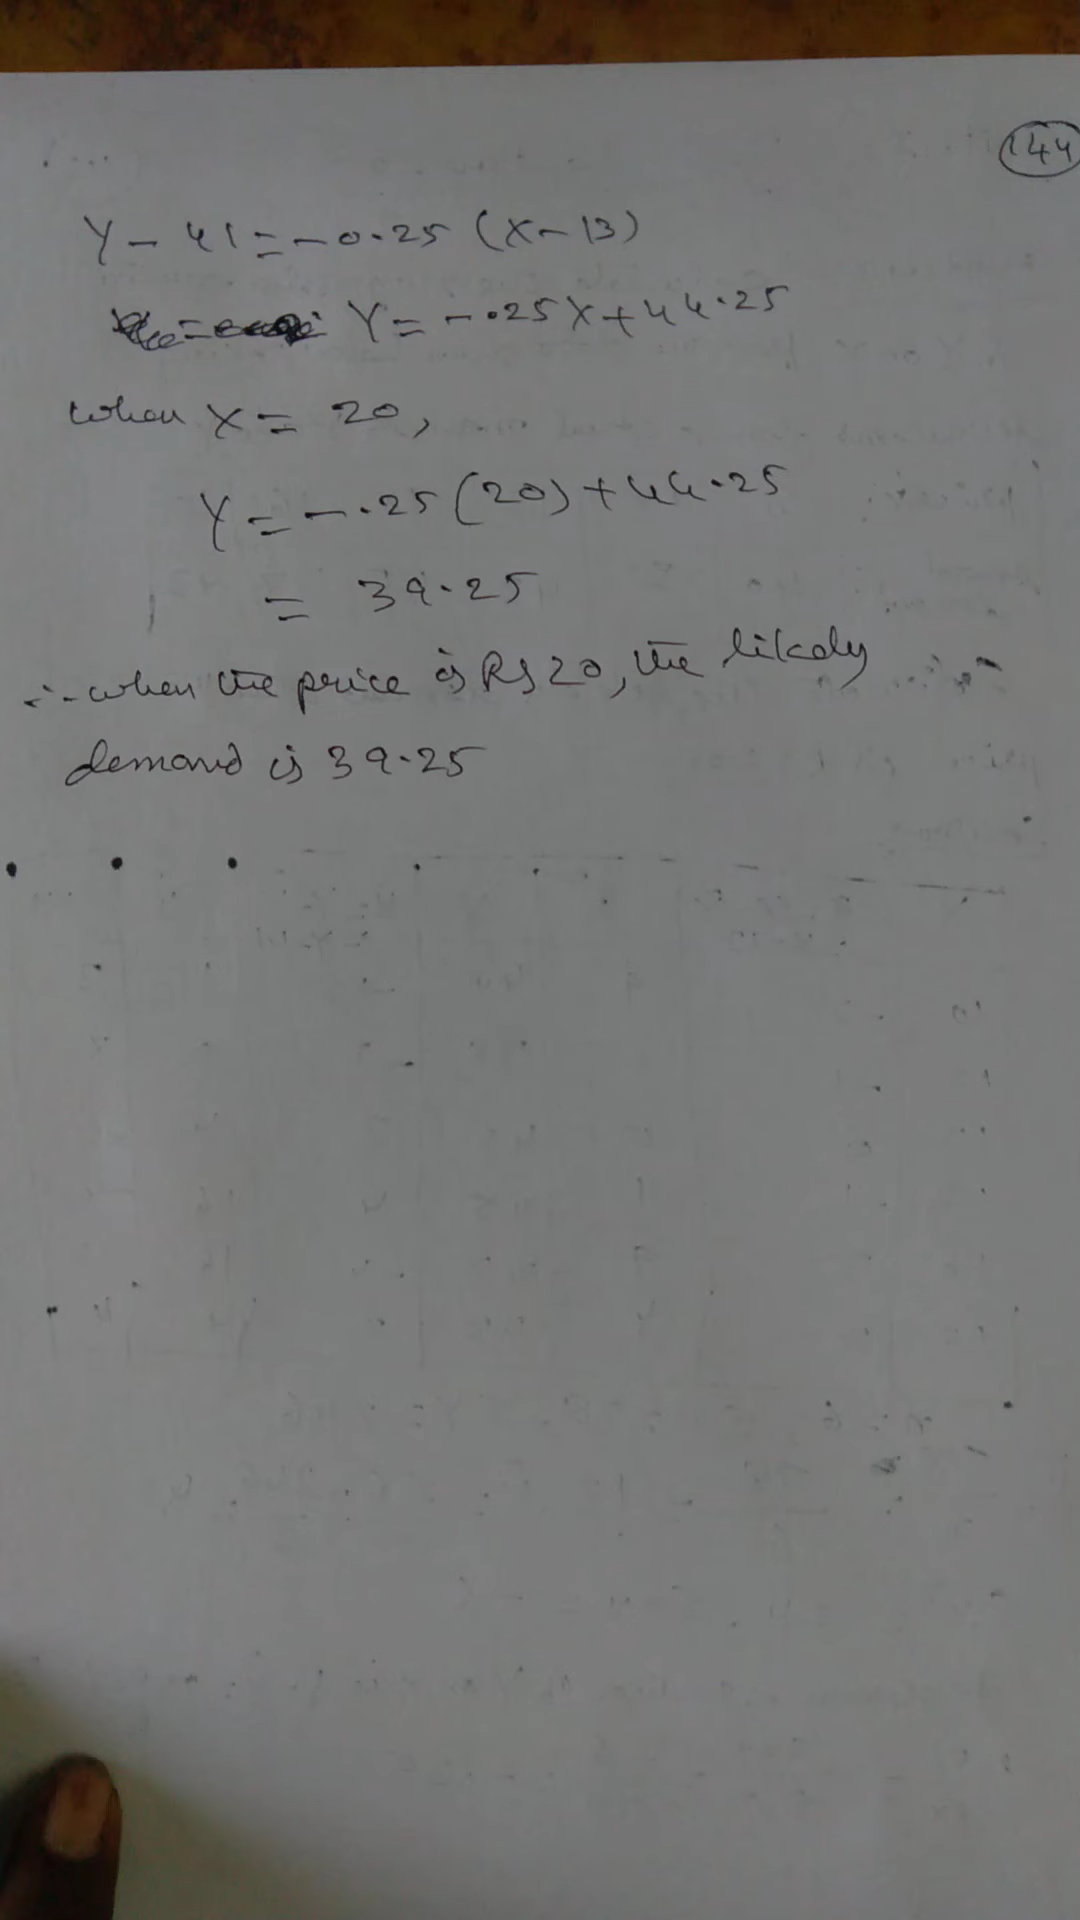 144
Y - 41 = -0.25 (X - 13)
Y = -.25X + 44.25
when X = 20,
Y = -.25 (20) + 44.25
= 39.25
∴ when the price is Rs 20, the likely
demand is 39.25